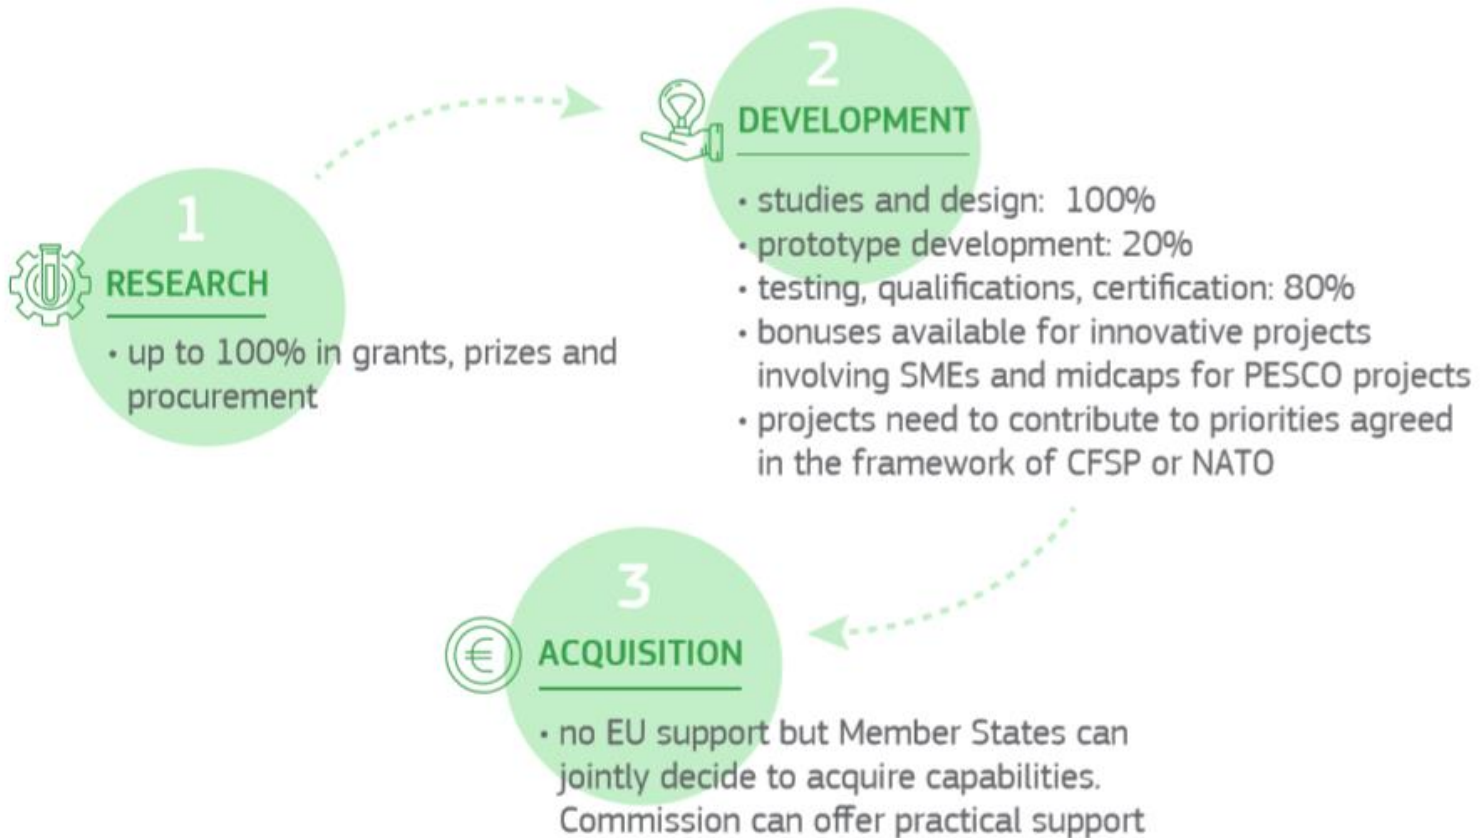 1
RESEARCH
• up to 100% in grants, prizes and
procurement
2
DEVELOPMENT
• studies and design: 100%
• prototype development: 20%
• testing, qualifications, certification: 80%
• bonuses available for innovative projects
involving SMEs and midcaps for PESCO projects
• projects need to contribute to priorities agreed
in the framework of CFSP or NATO
3
€
ACQUISITION
• no EU support but Member States can
jointly decide to acquire capabilities.
Commission can offer practical support